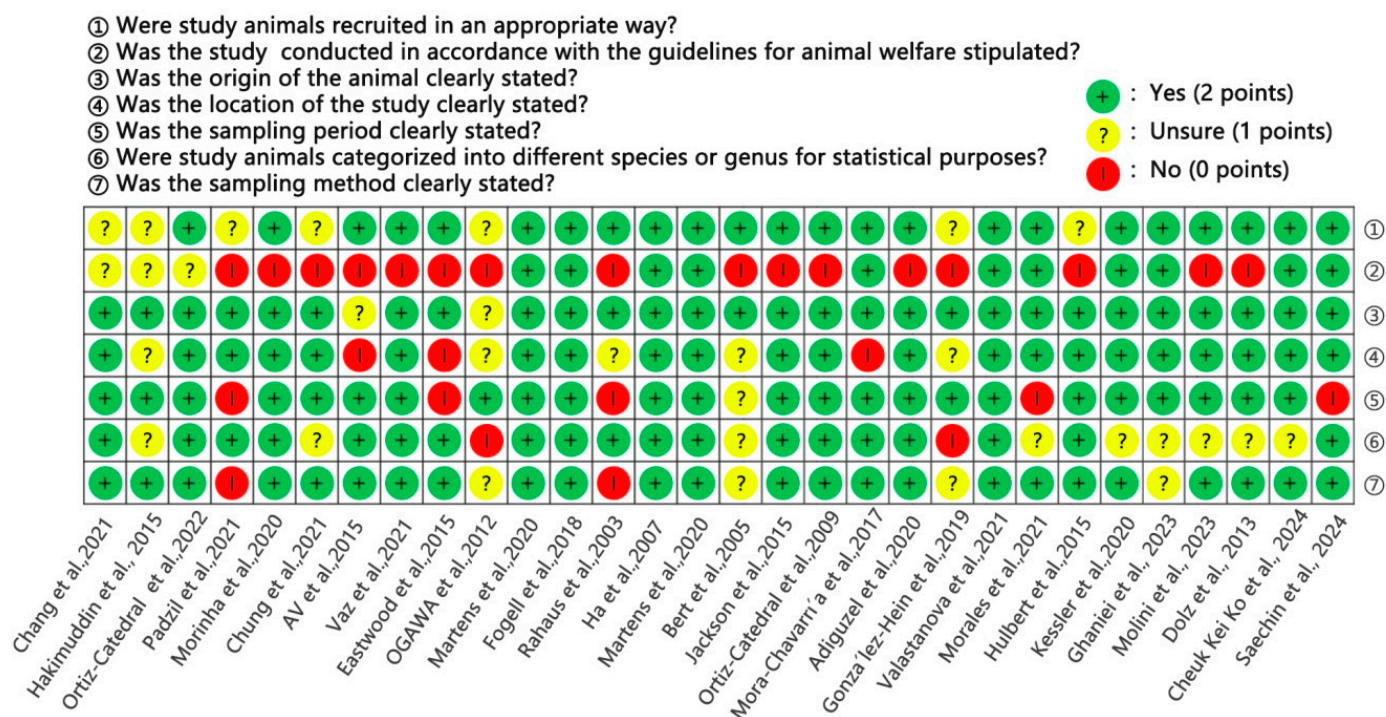 ① Were study animals recruited in an appropriate way?
② Was the study conducted in accordance with the guidelines for animal welfare stipulated?
③ Was the origin of the animal clearly stated?
④ Was the location of the study clearly stated?
⑤ Was the sampling period clearly stated?
⑥ Were study animals categorized into different species or genus for statistical purposes?
⑦ Was the sampling method clearly stated?
+ : Yes (2 points)
? : Unsure (1 points)
| : No (0 points)
? ? + ? + ? + + + ? + + + + + + + + + + ? + + ? + + + + + + ①
? ? ? | | | | | | | + + | + + | | | + | | + + | + + | | + + ②
+ + + + + + ? + + ? + + + + + + + + + + + + + + + + + + + + ③
+ ? + + + + | + | ? + + ? + + ? + + | + ? + + + + + + + + + ④
+ + + | + + + + | + + + | + + ? + + + + + + | + + + + + + | ⑤
+ ? + + + ? + + + | + + + + + ? + + + + | + ? + ? ? ? ? ? + ⑥
+ + + | + + + + + ? + + | + + ? + + + + ? + + + + ? + + + + ⑦
Chang et al.,2021
Hakimuddin et al., 2015
Ortiz-Catedral et al.,2022
Padzil et al.,2021
Morinha et al.,2020
Chung et al.,2021
AV et al.,2015
Vaz et al.,2021
Eastwood et al.,2015
OGAWA et al.,2012
Martens et al.,2020
Fogell et al.,2018
Rahaus et al.,2003
Ha et al.,2007
Martens et al.,2020
Bert et al.,2005
Jackson et al.,2015
Ortiz-Catedral et al.,2009
Mora-Chavarrı´a et al.,2017
Adiguzel et al.,2020
Gonza´lez-Hein et al.,2019
Valastanova et al.,2021
Morales et al.,2021
Hulbert et al.,2015
Kessler et al.,2020
Ghaniei et al., 2023
Molini et al., 2023
Dolz et al., 2013
Cheuk Kei Ko et al., 2024
Saechin et al., 2024